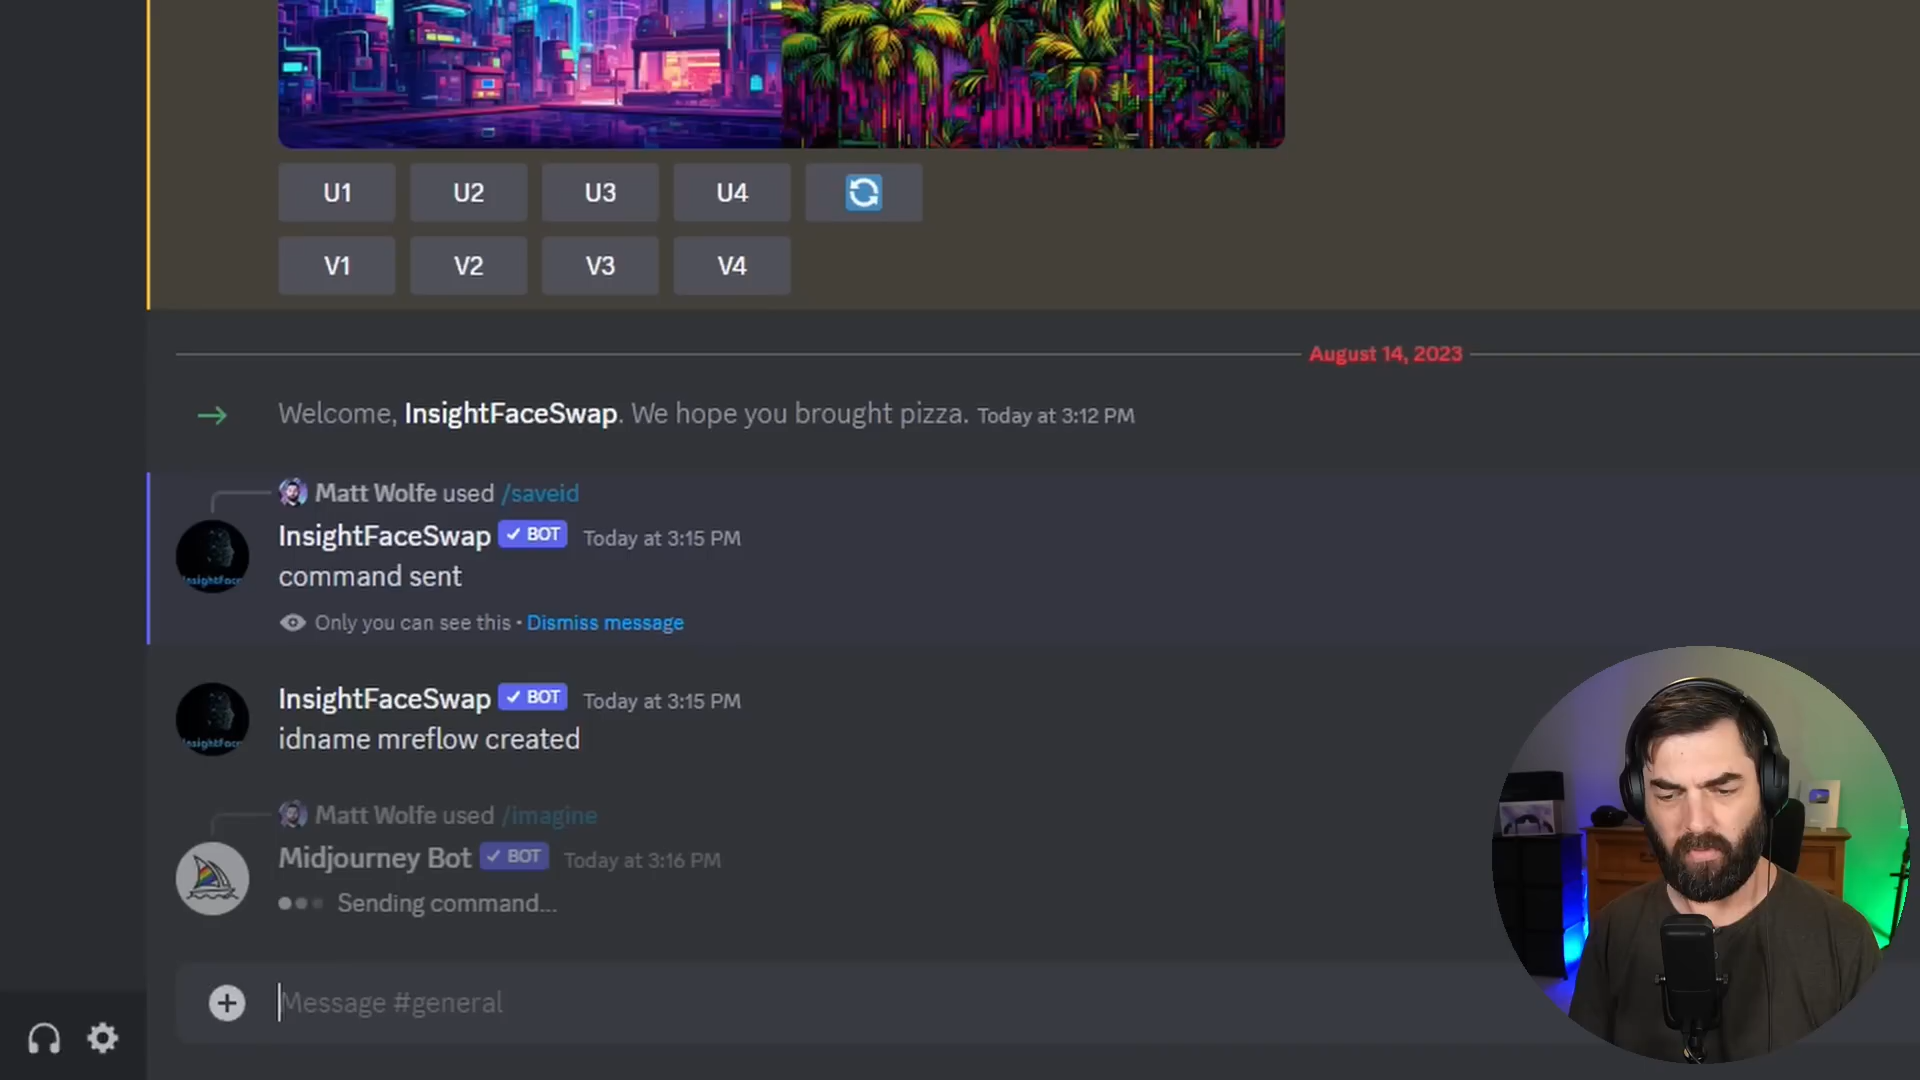 U1 U2 U3 U4
V1 V2 V3 V4
August 14, 2023
Welcome, InsightFaceSwap. We hope you brought pizza. Today at 3:12 PM
Matt Wolfe used /saveid
InsightFaceSwap ✓ BOT Today at 3:15 PM
command sent
Only you can see this • Dismiss message
InsightFaceSwap ✓ BOT Today at 3:15 PM
idname mreflow created
Matt Wolfe used /imagine
Midjourney Bot ✓ BOT Today at 3:16 PM
Sending command...
Message #general